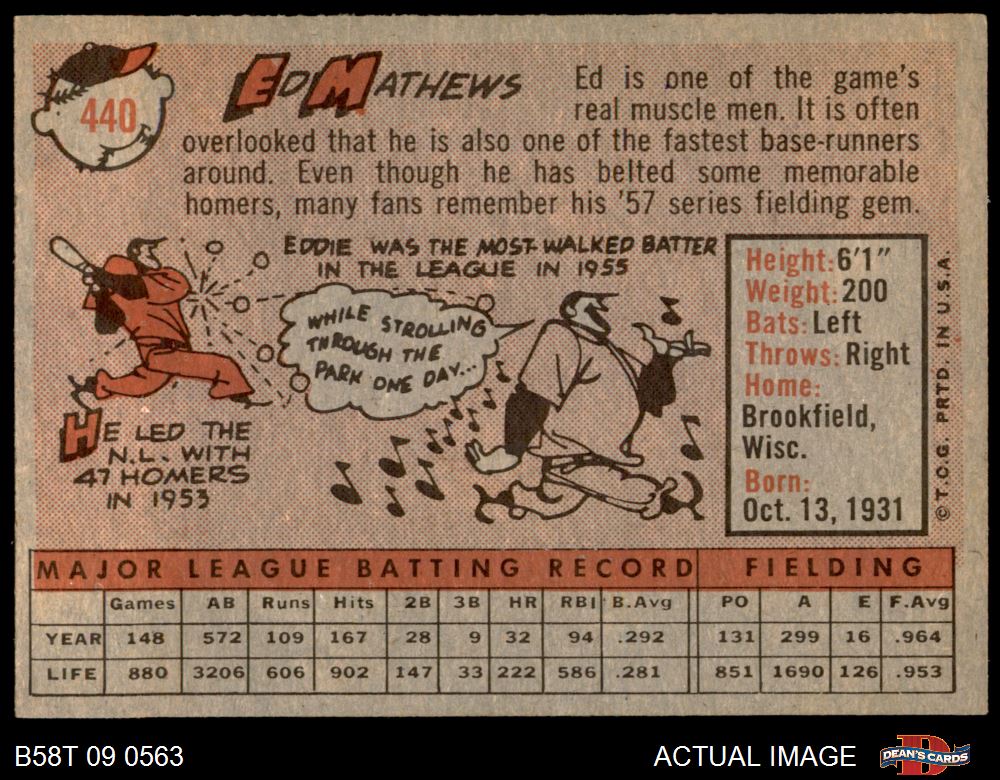 440
ED MATHEWS
Ed is one of the game's
real muscle men. It is often
overlooked that he is also one of the fastest base-runners
around. Even though he has belted some memorable
homers, many fans remember his '57 series fielding gem.
EDDIE WAS THE MOST-WALKED BATTER
IN THE LEAGUE IN 1955
WHILE STROLLING
THROUGH THE
PARK ONE DAY...
HE LED THE
N.L. WITH
47 HOMERS
IN 1953
Height: 6'1"
Weight: 200
Bats: Left
Throws: Right
Home:
Brookfield,
Wisc.
Born:
Oct. 13, 1931
© T.C.G. PRTD. IN U.S.A.
MAJOR LEAGUE BATTING RECORD FIELDING
Games AB Runs Hits 2B 3B HR RBI B.Avg PO A E F.Avg
YEAR 148 572 109 167 28 9 32 94 .292 131 299 16 .964
LIFE 880 3206 606 902 147 33 222 586 .281 851 1690 126 .953
B58T 09 0563
ACTUAL IMAGE
DEAN'S CARDS